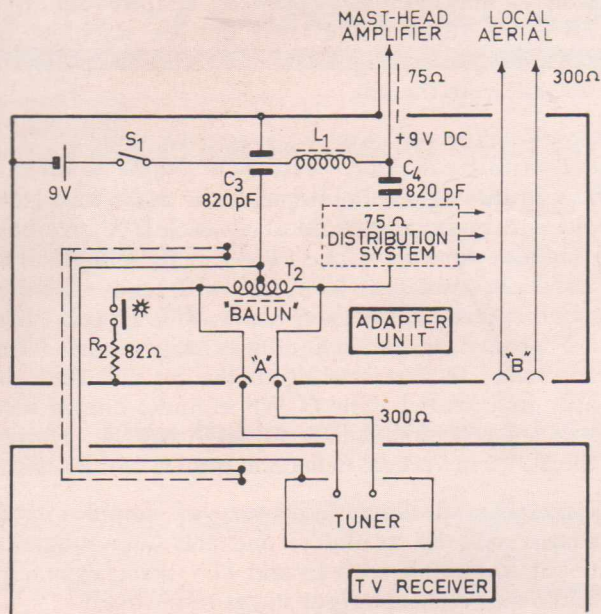 MAST-HEAD
AMPLIFIER
LOCAL
AERIAL
75Ω
300Ω
S1
L1
+9V DC
9V
C3
820pF
C4
820 pF
75Ω
DISTRIBUTION
SYSTEM
T2
"BALUN"
ADAPTER
UNIT
R2
82Ω
"A"
"B"
300Ω
TUNER
TV RECEIVER